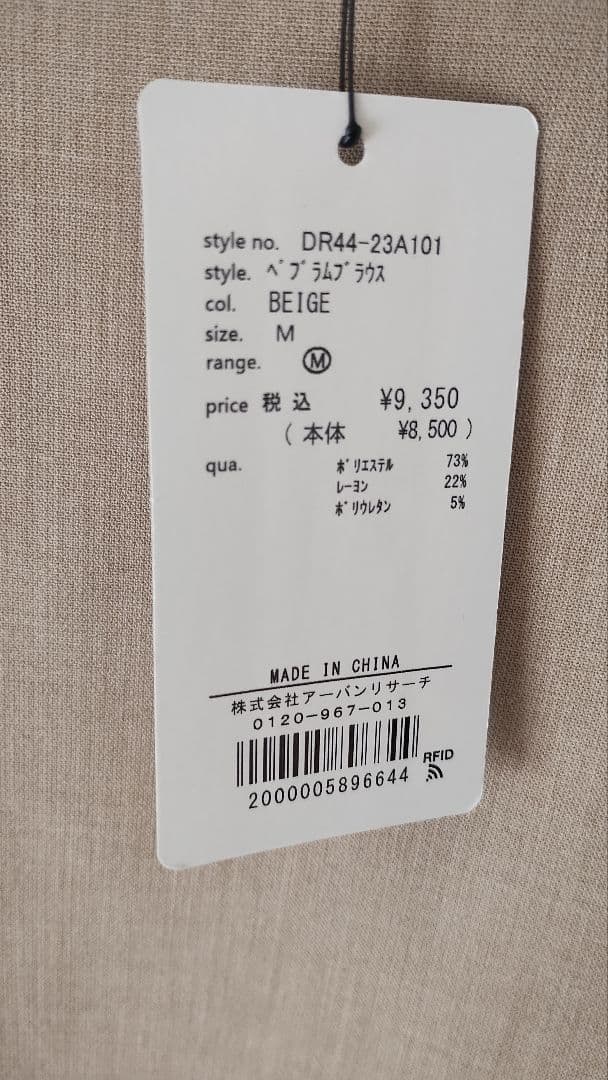 style no. DR44-23A101
style. ﾍﾟﾌﾟﾗﾑﾌﾞﾗｳｽ
col. BEIGE
size. M
range. Ⓜ
price 税込 ¥9,350
(本体 ¥8,500)
qua. ﾎﾟﾘｴｽﾃﾙ 73%
ﾚｰﾖﾝ 22%
ﾎﾟﾘｳﾚﾀﾝ 5%
MADE IN CHINA
株式会社アーバンリサーチ
0120-967-013
RFID
2000005896644